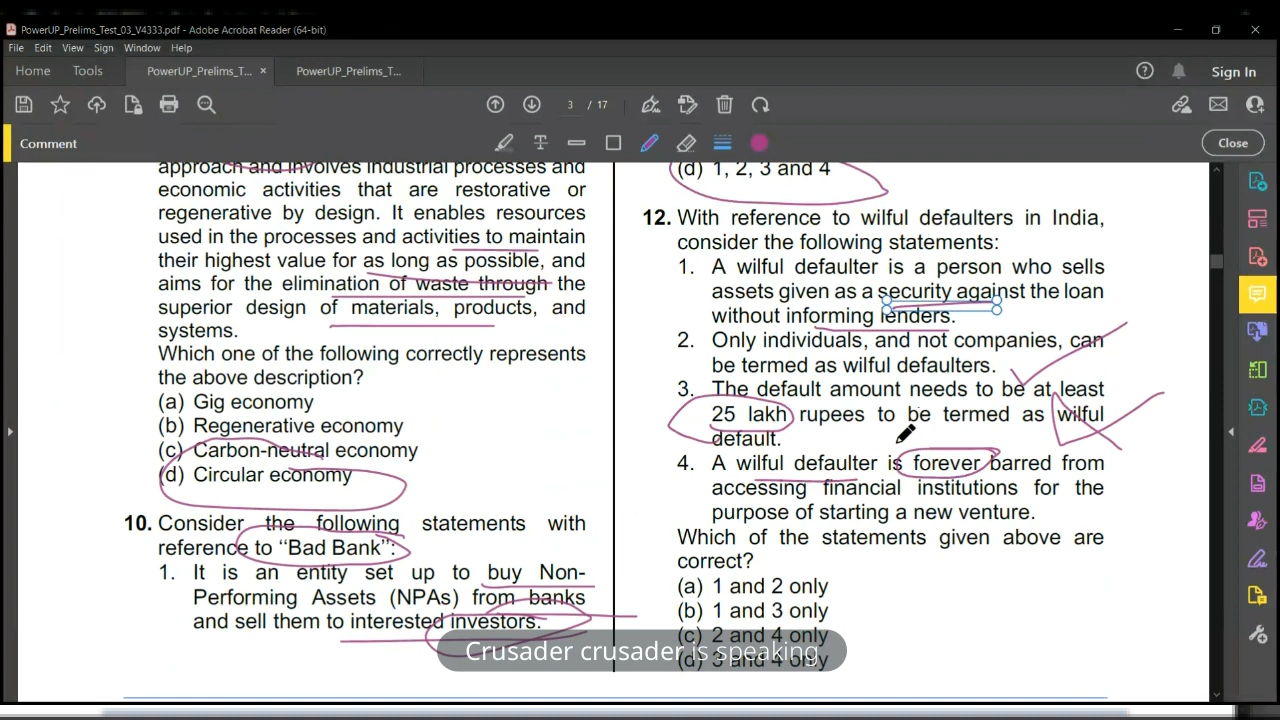 PowerUP_Prelims_Test_03_V4333.pdf - Adobe Acrobat Reader (64-bit)
File Edit View Sign Window Help
Home Tools PowerUP_Prelims_T... × PowerUP_Prelims_T... Sign In
3 / 17
Comment Close
approach and involves industrial processes and
economic activities that are restorative or
regenerative by design. It enables resources
used in the processes and activities to maintain
their highest value for as long as possible, and
aims for the elimination of waste through the
superior design of materials, products, and
systems.
Which one of the following correctly represents
the above description?
(a) Gig economy
(b) Regenerative economy
(c) Carbon-neutral economy
(d) Circular economy
10. Consider the following statements with
reference to ‘‘Bad Bank’’:
1. It is an entity set up to buy Non-
Performing Assets (NPAs) from banks
and sell them to interested investors.
(d) 1, 2, 3 and 4
12. With reference to wilful defaulters in India,
consider the following statements:
1. A wilful defaulter is a person who sells
assets given as a security against the loan
without informing lenders.
2. Only individuals, and not companies, can
be termed as wilful defaulters.
3. The default amount needs to be at least
25 lakh rupees to be termed as wilful
default.
4. A wilful defaulter is forever barred from
accessing financial institutions for the
purpose of starting a new venture.
Which of the statements given above are
correct?
(a) 1 and 2 only
(b) 1 and 3 only
(c) 2 and 4 only
(d) 3 and 4 only
Crusader crusader is speaking